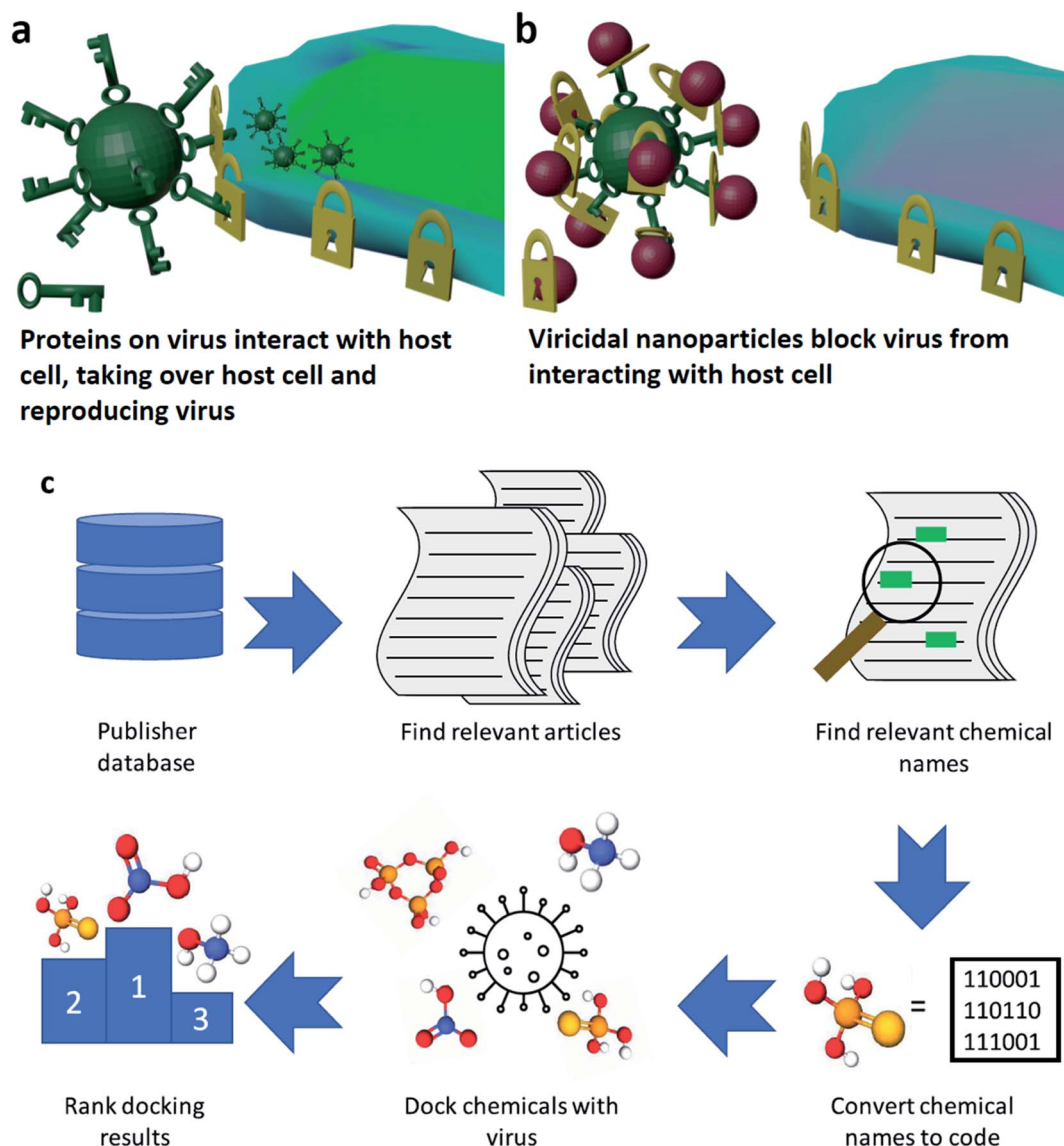 a
b
Proteins on virus interact with host
cell, taking over host cell and
reproducing virus
Viricidal nanoparticles block virus from
interacting with host cell
c
Publisher
database
Find relevant articles
Find relevant chemical
names
110001
110110
111001
=
Convert chemical
names to code
Dock chemicals with
virus
2
1
3
Rank docking
results